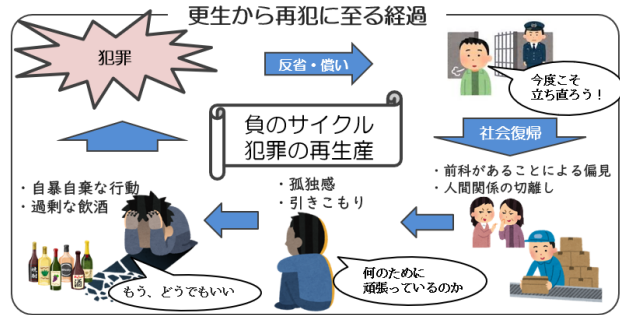 更生から再犯に至る経過
犯罪
反省・償い
今度こそ
立ち直ろう！
負のサイクル
犯罪の再生産
社会復帰
・前科があることによる偏見
・人間関係の切離し
・孤独感
・引きこもり
・自暴自棄な行動
・過剰な飲酒
何のために
頑張っているのか
もう、どうでもいい
焼酎
酒